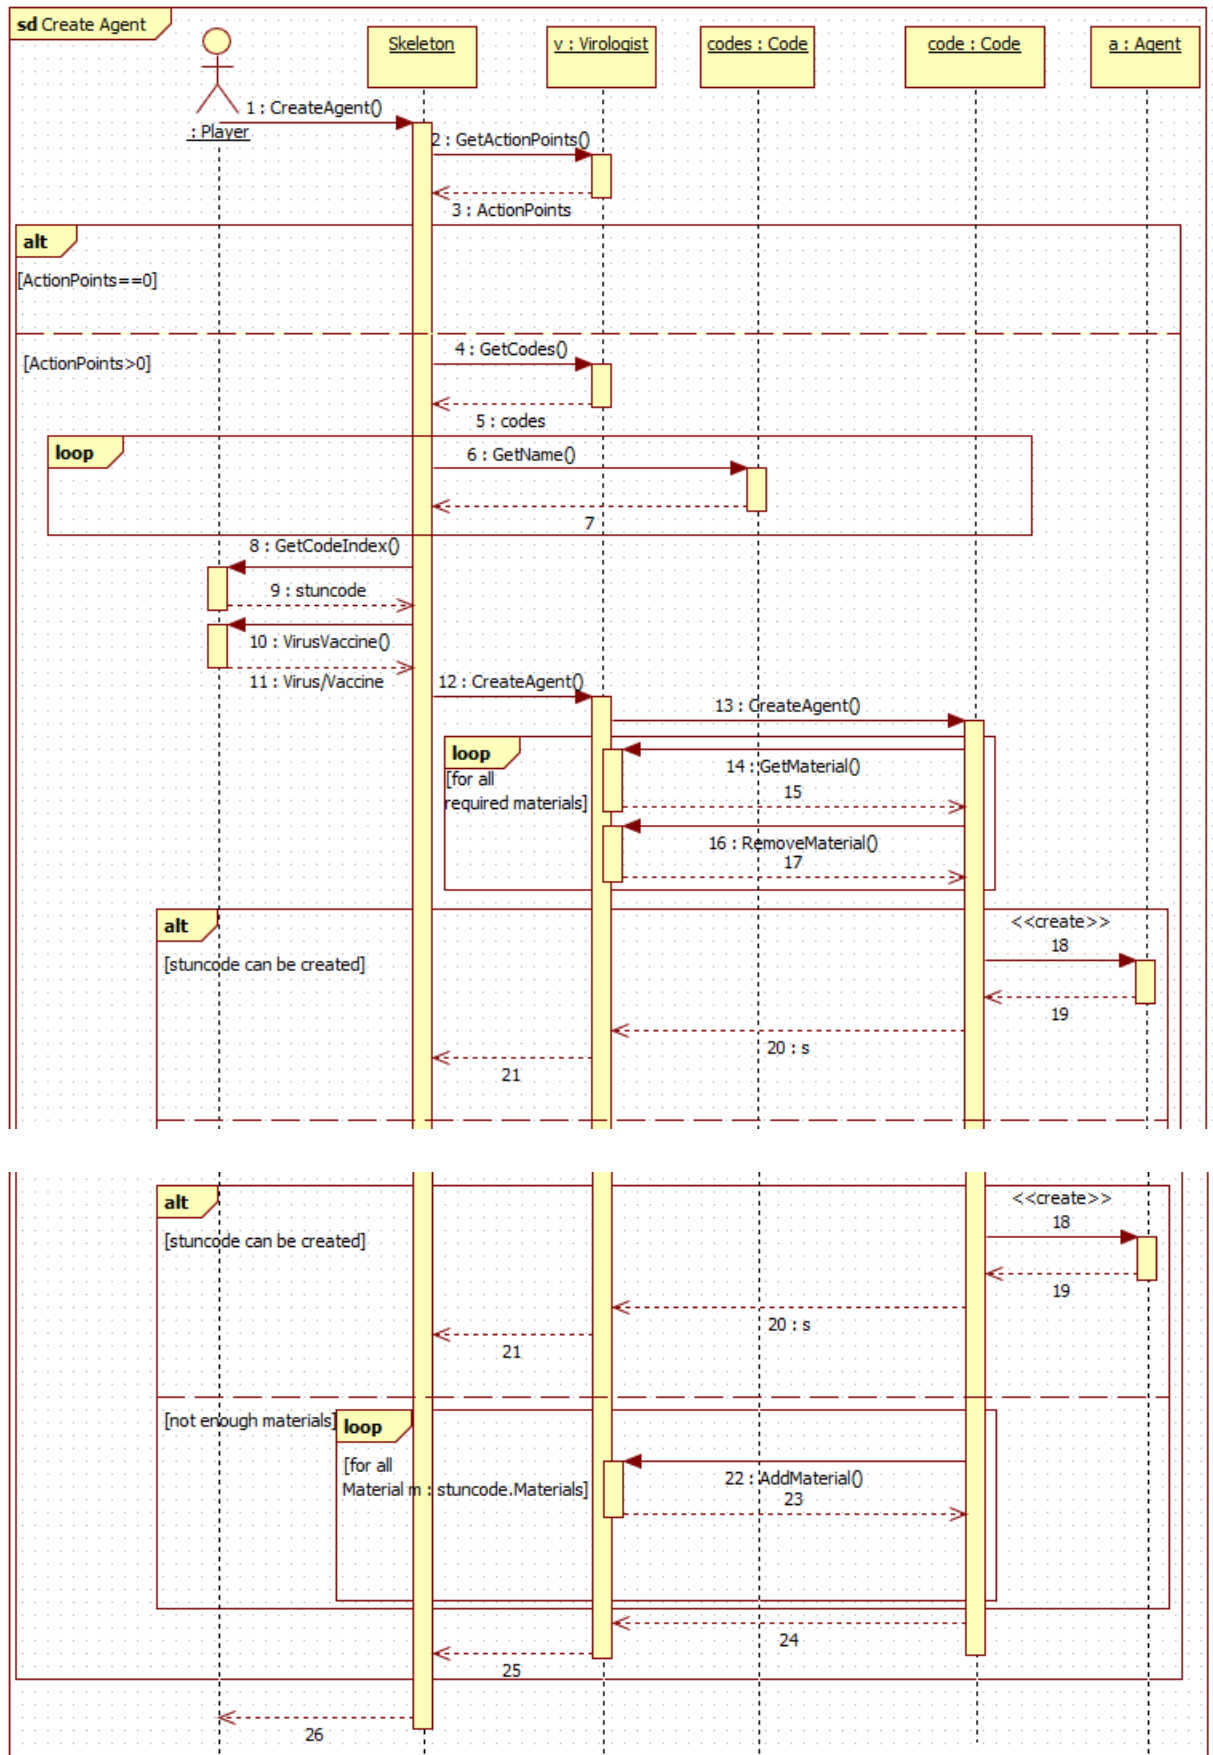 sd Create Agent
Skeleton
v : Virologist
codes : Code
code : Code
a : Agent
: Player
1 : CreateAgent()
2 : GetActionPoints()
3 : ActionPoints
alt
[ActionPoints==0]
[ActionPoints>0]
4 : GetCodes()
5 : codes
loop
6 : GetName()
7
8 : GetCodeIndex()
9 : stuncode
10 : VirusVaccine()
11 : Virus/Vaccine
12 : CreateAgent()
13 : CreateAgent()
loop
[for all
required materials]
14 : GetMaterial()
15
16 : RemoveMaterial()
17
alt
[stuncode can be created]
<<create>>
18
19
20 : s
21
alt
[stuncode can be created]
<<create>>
18
19
20 : s
21
[not enough materials]
loop
[for all
Material m : stuncode.Materials]
22 : AddMaterial()
23
24
25
26